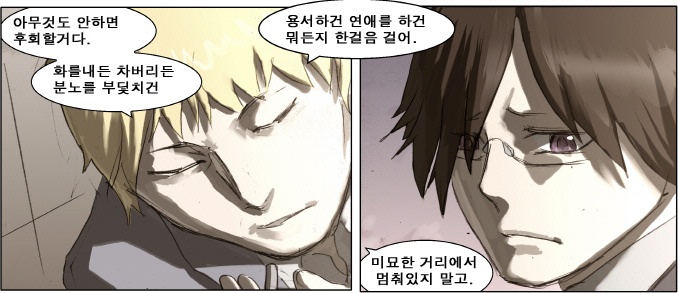 아무것도 안하면
후회할거다.
화를내든 차버리든
분노를 부딪치건
용서하건 연애를 하건
뭐든지 한걸음 걸어.
미묘한 거리에서
멈춰있지 말고.